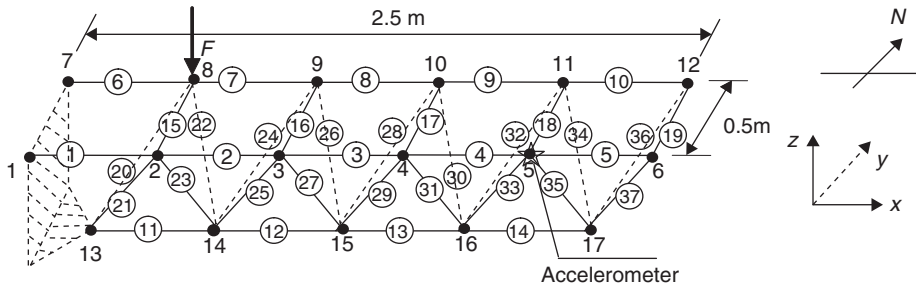 2.5 m
N
F
7 8 9 10 11 12
6 7 8 9 10
0.5m
15 22 24 16 26 28 17 32 18 34 36 19
z
y
x
1 1 2 3 4 5
20 2 3 4 30 5 6
21 23 25 27 29 31 33 35 37
11 12 13 14
13 14 15 16 17
Accelerometer